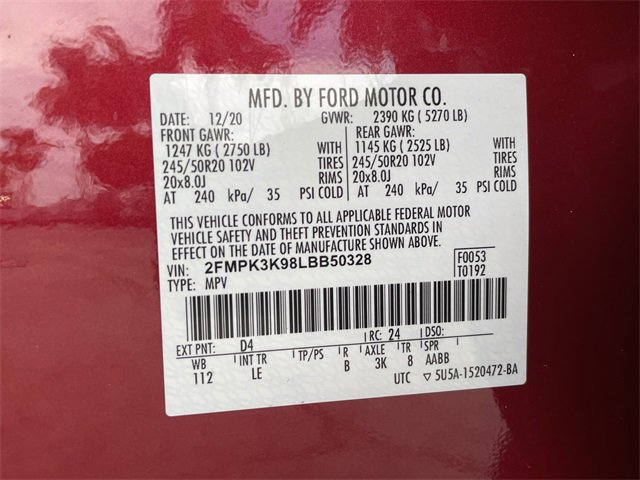 MFD. BY FORD MOTOR CO.
DATE: 12/20 GVWR: 2390 KG ( 5270 LB)
FRONT GAWR: REAR GAWR:
1247 KG ( 2750 LB) WITH 1145 KG ( 2525 LB) WITH
245/50R20 102V TIRES 245/50R20 102V TIRES
20x8.0J RIMS 20x8.0J RIMS
AT 240 kPa/ 35 PSI COLD AT 240 kPa/ 35 PSI COLD
THIS VEHICLE CONFORMS TO ALL APPLICABLE FEDERAL MOTOR
VEHICLE SAFETY AND THEFT PREVENTION STANDARDS IN
EFFECT ON THE DATE OF MANUFACTURE SHOWN ABOVE.
VIN: 2FMPK3K98LBB50328 F0053
TYPE: MPV T0192
EXT PNT: D4 RC: 24 DSO:
WB INT TR TP/PS R AXLE TR SPR
112 LE B 3K 8 AABB
UTC ▽ 5U5A-1520472-BA